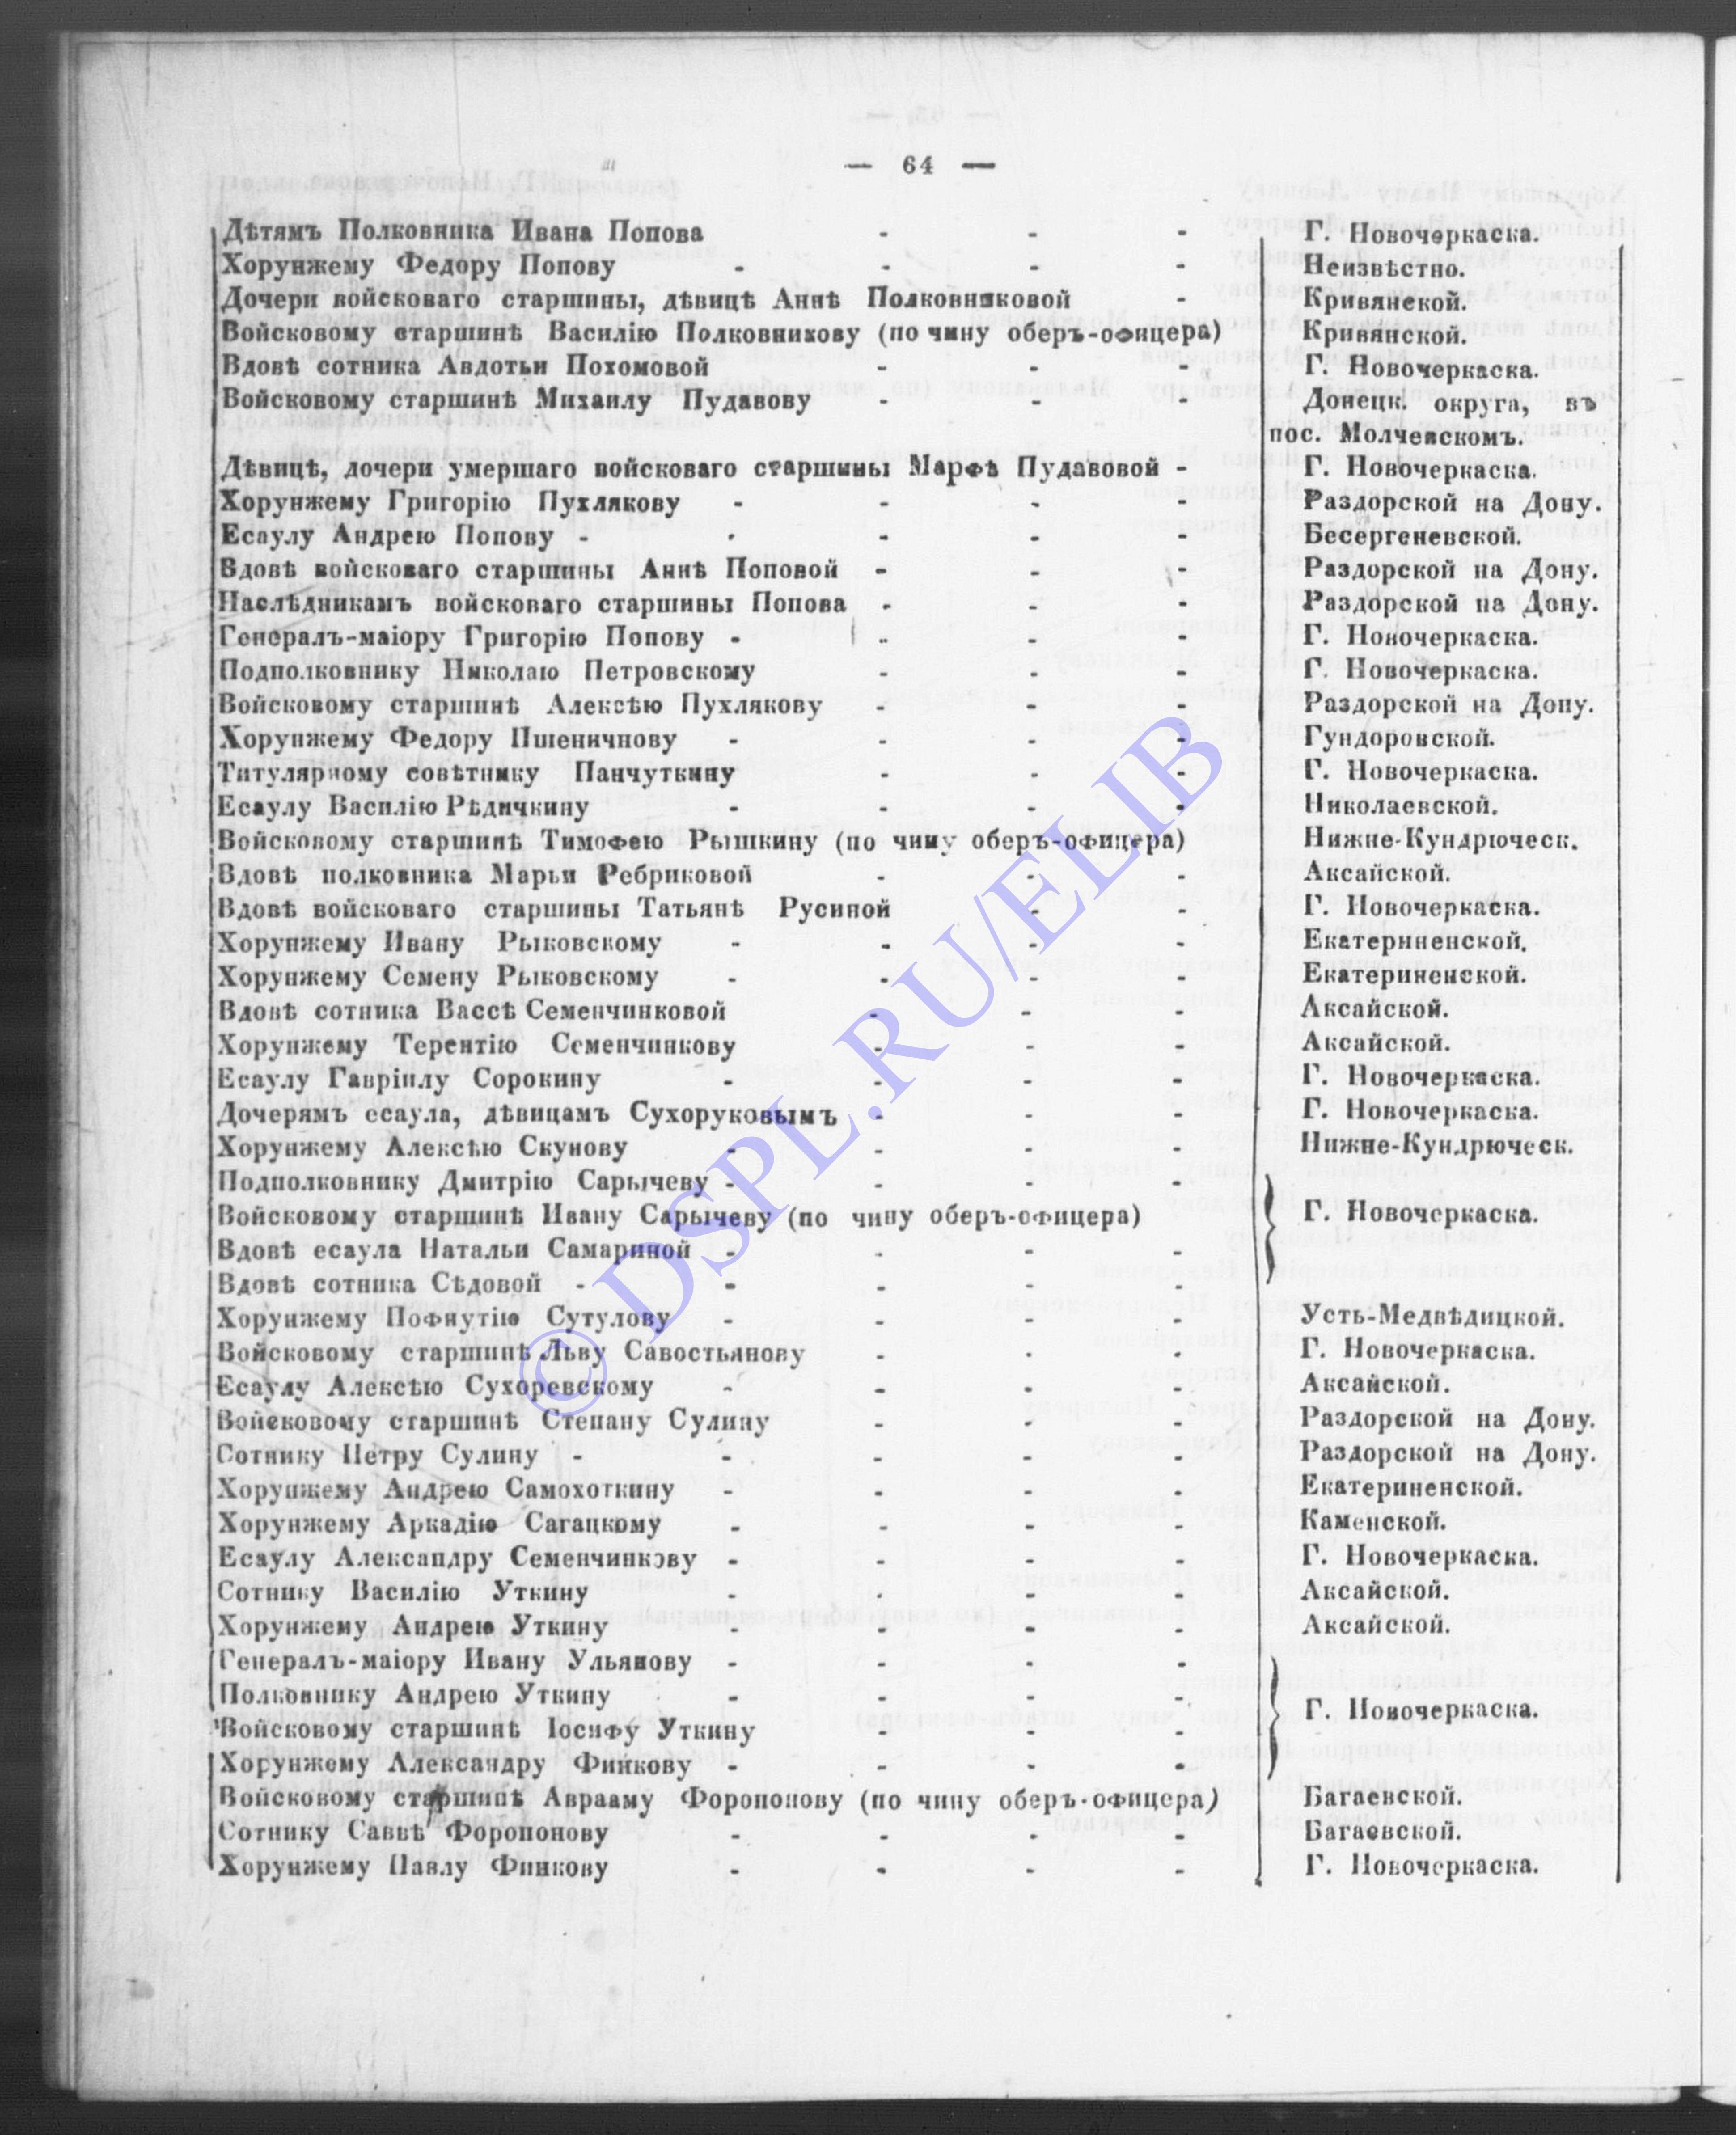 — 64 —
Дѣтямъ Полковника Ивана Попова - - - Г. Новочеркаска.
Хорунжему Федору Попову - - - - Неизвѣстно.
Дочери войсковаго старшины, дѣвицѣ Аннѣ Полковниковой - Кривянской.
Войсковому старшинѣ Василію Полковникову (по чину оберъ-офицера) Кривянской.
Вдовѣ сотника Авдотьи Похомовой - - - Г. Новочеркаска.
Войсковому старшинѣ Михаилу Пудавову - - - Донецк. округа, въ
пос. Молчевскомъ.
Дѣвицѣ, дочери умершаго войсковаго старшины Марфѣ Пудавовой - Г. Новочеркаска.
Хорунжему Григорію Пухлякову - - - - Раздорской на Дону.
Есаулу Андрею Попову - - - - - Бесергеневской.
Вдовѣ войсковаго старшины Аннѣ Поповой - - - Раздорской на Дону.
Наслѣдникамъ войсковаго старшины Попова - - - Раздорской на Дону.
Генералъ-маіору Григорію Попову - - - - Г. Новочеркаска.
Подполковнику Николаю Петровскому - - - Г. Новочеркаска.
Войсковому старшинѣ Алексѣю Пухлякову - - - Раздорской на Дону.
Хорунжему Федору Пшеничнову - - - - Гундоровской.
Титулярному совѣтнику Панчуткину - - - Г. Новочеркаска.
Есаулу Василію Рѣдичкину - - - - Николаевской.
Войсковому старшинѣ Тимофею Рышкину (по чину оберъ-офицера) Нижне-Кундрюческ.
Вдовѣ полковника Марьи Ребриковой - - - Аксайской.
Вдовѣ войсковаго старшины Татьянѣ Русиной - - Г. Новочеркаска.
Хорунжему Ивану Рыковскому - - - - Екатериненской.
Хорунжему Семену Рыковскому - - - - Екатериненской.
Вдовѣ сотника Вассѣ Семенчинковой - - - Аксайской.
Хорунжему Терентію Семенчинкову - - - Аксайской.
Есаулу Гавріилу Сорокину - - - - Г. Новочеркаска.
Дочерямъ есаула, дѣвицамъ Сухоруковымъ - - - Г. Новочеркаска.
Хорунжему Алексѣю Скунову - - - - Нижне-Кундрюческ.
Подполковнику Дмитрію Сарычеву - - - -
Войсковому старшинѣ Ивану Сарычеву (по чину оберъ-офицера) Г. Новочеркаска.
Вдовѣ есаула Натальи Самариной - - - -
Вдовѣ сотника Сѣдовой - - - - -
Хорунжему Пофнутію Сутулову - - - - Усть-Медвѣдицкой.
Войсковому старшинѣ Льву Савостьянову - - - Г. Новочеркаска.
Есаулу Алексѣю Сухоревскому - - - - Аксайской.
Войсковому старшинѣ Степану Сулину - - - Раздорской на Дону.
Сотнику Петру Сулину - - - - - Раздорской на Дону.
Хорунжему Андрею Самохоткину - - - - Екатериненской.
Хорунжему Аркадію Сагацкому - - - - Каменской.
Есаулу Александру Семенчинкову - - - - Г. Новочеркаска.
Сотнику Василію Уткину - - - - Аксайской.
Хорунжему Андрею Уткину - - - - Аксайской.
Генералъ-маіору Ивану Ульянову - - - -
Полковнику Андрею Уткину - - - - Г. Новочеркаска.
Войсковому старшинѣ Іосифу Уткину - - -
Хорунжему Александру Финкову - - - -
Войсковому старшинѣ Аврааму Форопонову (по чину оберъ-офицера) Багаевской.
Сотнику Саввѣ Форопонову - - - - Багаевской.
Хорунжему Павлу Финкову - - - - Г. Новочеркаска.
© DSPL.RU/ELIB